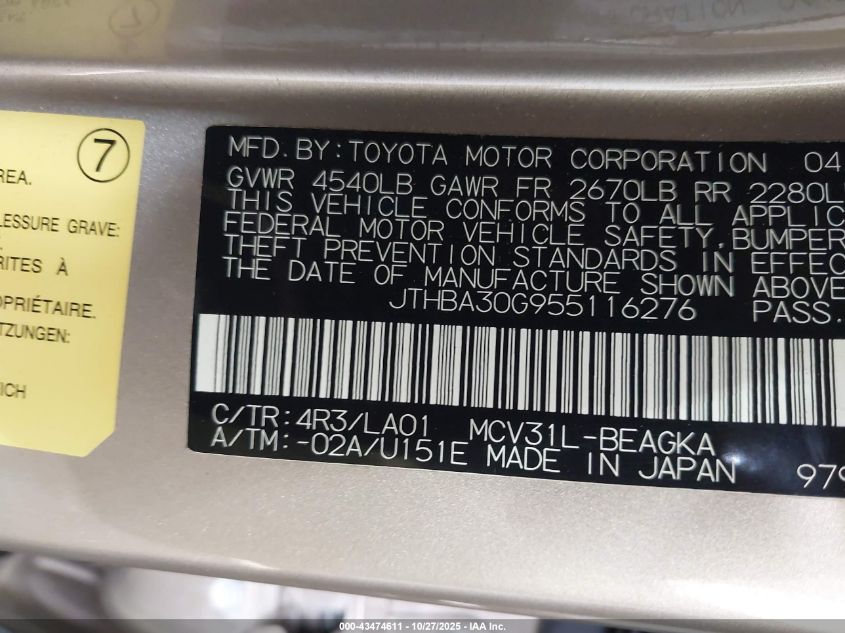 7
REA.
LESSURE GRAVE:
RITES À
OPRIÉTAIRE.
TZUNGEN:
ICH
MFD. BY: TOYOTA MOTOR CORPORATION 04
GVWR 4540LB GAWR FR 2670LB RR 2280L
THIS VEHICLE CONFORMS TO ALL APPLIC
FEDERAL MOTOR VEHICLE SAFETY, BUMPER
THEFT PREVENTION STANDARDS IN EFFEC
THE DATE OF MANUFACTURE SHOWN ABOVE
JTHBA30G955116276 PASS.
C/TR: 4R3/LA01 MCV31L-BEAGKA
A/TM: -02A/U151E MADE IN JAPAN 979
000-43474611 - 10/27/2025 - IAA, Inc.